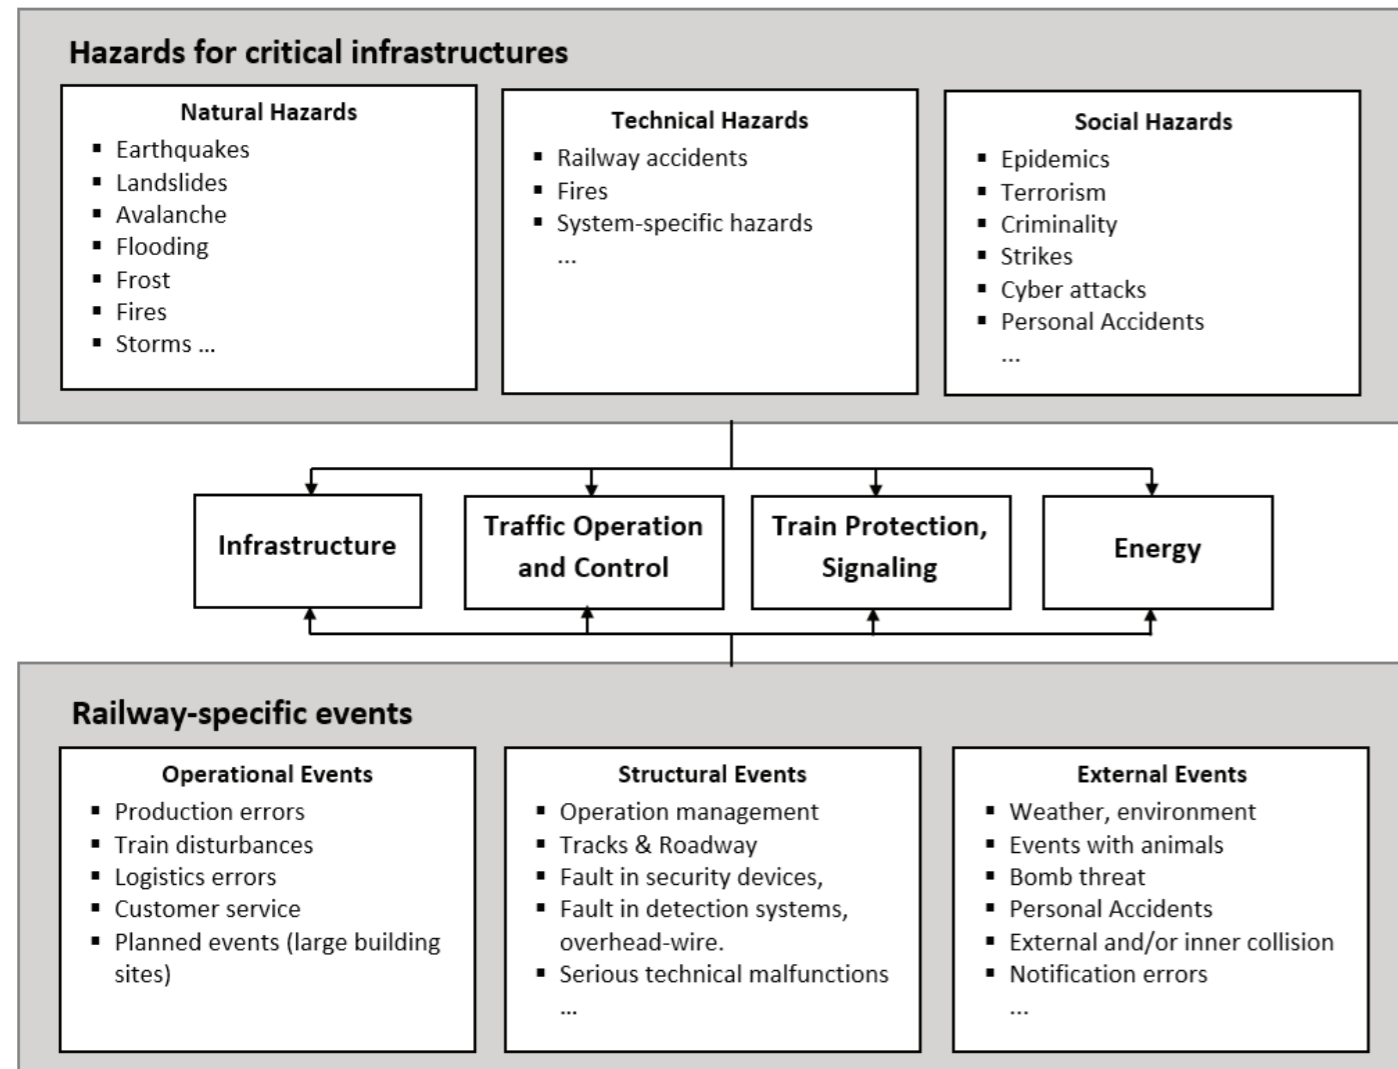 Hazards for critical infrastructures
Natural Hazards
▪ Earthquakes
▪ Landslides
▪ Avalanche
▪ Flooding
▪ Frost
▪ Fires
▪ Storms ...
Technical Hazards
▪ Railway accidents
▪ Fires
▪ System-specific hazards
...
Social Hazards
▪ Epidemics
▪ Terrorism
▪ Criminality
▪ Strikes
▪ Cyber attacks
▪ Personal Accidents
...
Infrastructure
Traffic Operation
and Control
Train Protection,
Signaling
Energy
Railway-specific events
Operational Events
▪ Production errors
▪ Train disturbances
▪ Logistics errors
▪ Customer service
▪ Planned events (large building
sites)
Structural Events
▪ Operation management
▪ Tracks & Roadway
▪ Fault in security devices,
▪ Fault in detection systems,
overhead-wire.
▪ Serious technical malfunctions
...
External Events
▪ Weather, environment
▪ Events with animals
▪ Bomb threat
▪ Personal Accidents
▪ External and/or inner collision
▪ Notification errors
...